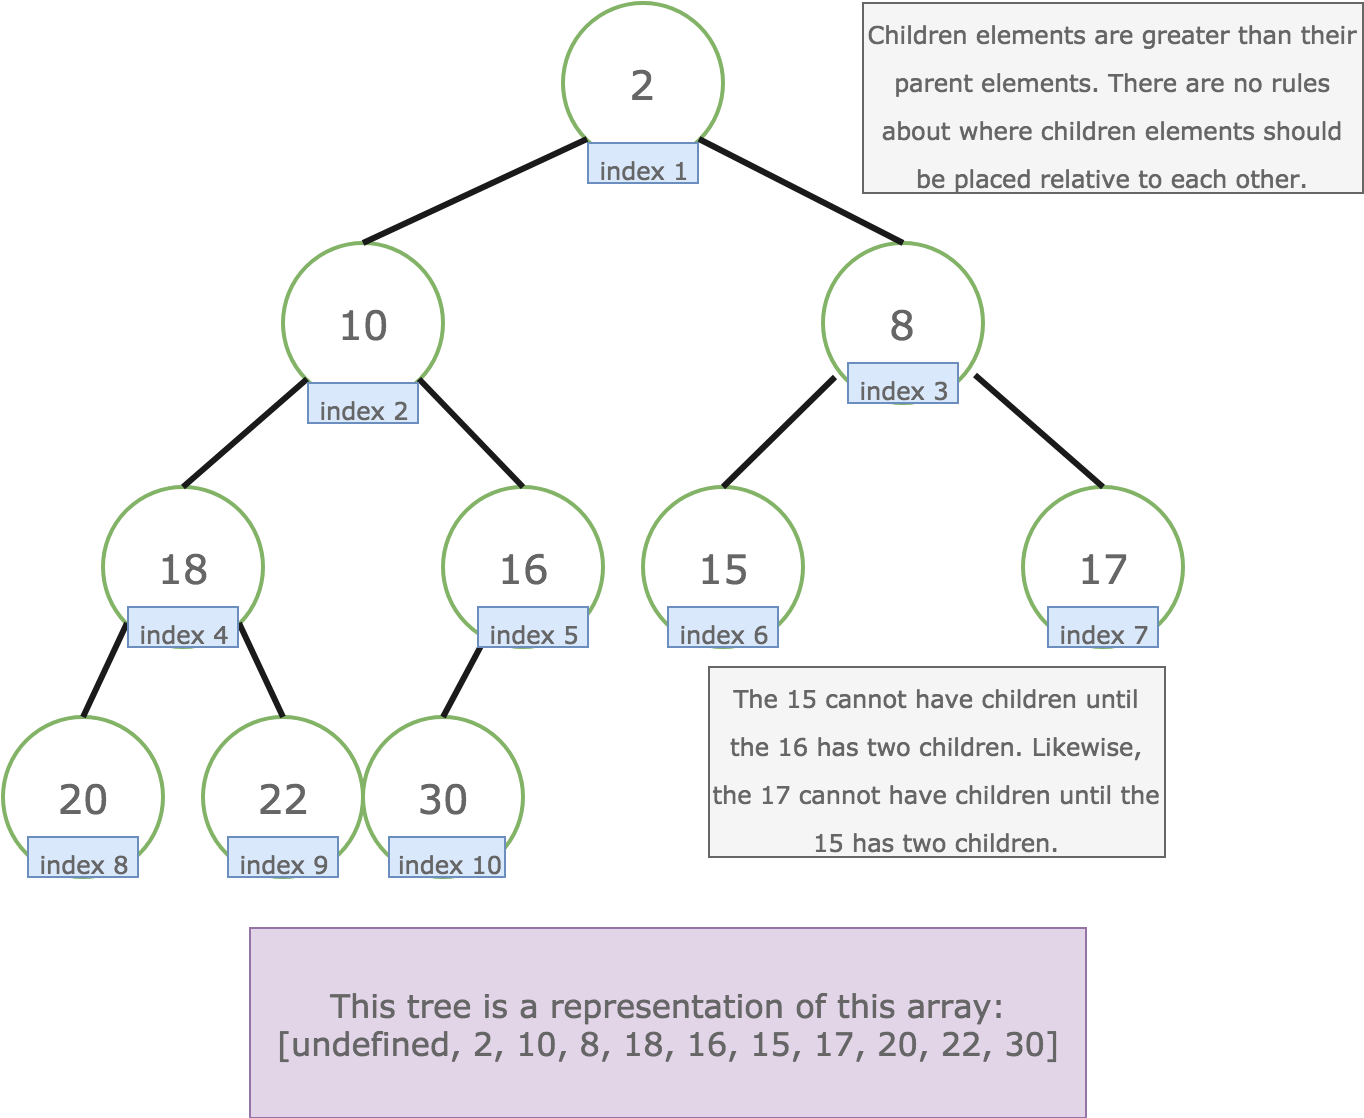 2
index 1
Children elements are greater than their
parent elements. There are no rules
about where children elements should
be placed relative to each other.
10
index 2
8
index 3
18
index 4
16
index 5
15
index 6
17
index 7
The 15 cannot have children until
the 16 has two children. Likewise,
the 17 cannot have children until the
15 has two children.
20
index 8
22
index 9
30
index 10
This tree is a representation of this array:
[undefined, 2, 10, 8, 18, 16, 15, 17, 20, 22, 30]